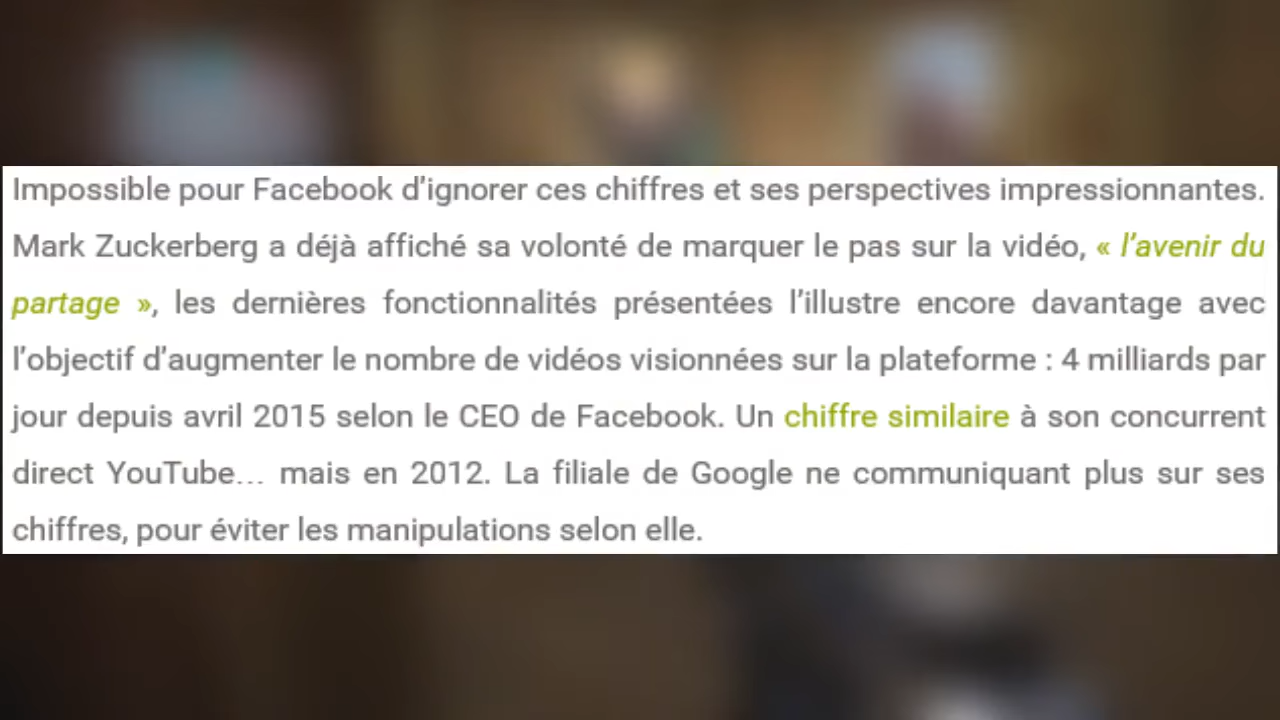 Impossible pour Facebook d’ignorer ces chiffres et ses perspectives impressionnantes.
Mark Zuckerberg a déjà affiché sa volonté de marquer le pas sur la vidéo, « l’avenir du
partage », les dernières fonctionnalités présentées l’illustre encore davantage avec
l’objectif d’augmenter le nombre de vidéos visionnées sur la plateforme : 4 milliards par
jour depuis avril 2015 selon le CEO de Facebook. Un chiffre similaire à son concurrent
direct YouTube… mais en 2012. La filiale de Google ne communiquant plus sur ses
chiffres, pour éviter les manipulations selon elle.